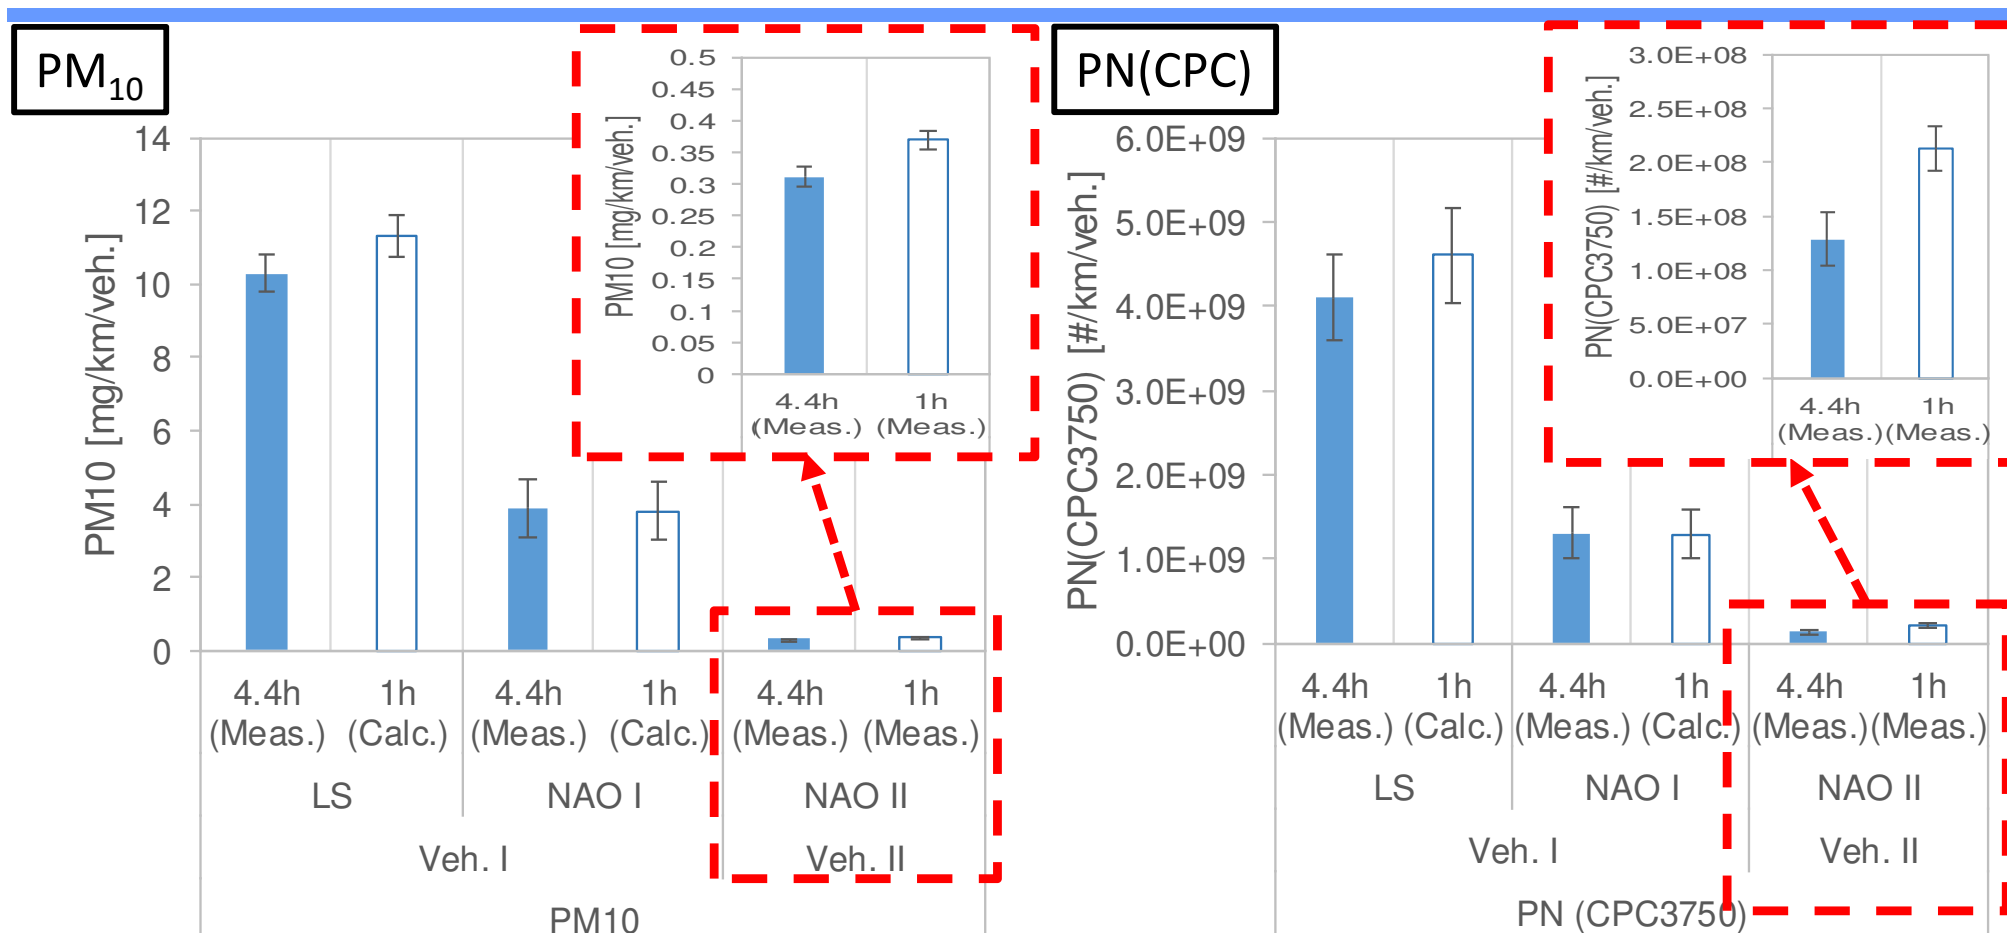 PM10
14
12
10
8
6
4
2
0
PM10 [mg/km/veh.]
0.5
0.45
0.4
0.35
0.3
0.25
0.2
0.15
0.1
0.05
0
PM10 [mg/km/veh.]
4.4h 1h
(Meas.) (Meas.)
4.4h 1h 4.4h 1h 4.4h 1h
(Meas.) (Calc.) (Meas.) (Calc.) (Meas.) (Meas.)
LS NAO I NAO II
Veh. I Veh. II
PM10
PN(CPC)
6.0E+09
5.0E+09
4.0E+09
3.0E+09
2.0E+09
1.0E+09
0.0E+00
PN(CPC3750) [#/km/veh.]
3.0E+08
2.5E+08
2.0E+08
1.5E+08
1.0E+08
5.0E+07
0.0E+00
PN(CPC3750) [#/km/veh.]
4.4h 1h
(Meas.) (Meas.)
4.4h 1h 4.4h 1h 4.4h 1h
(Meas.) (Calc.) (Meas.) (Calc.) (Meas.) (Meas.)
LS NAO I NAO II
Veh. I Veh. II
PN (CPC3750)